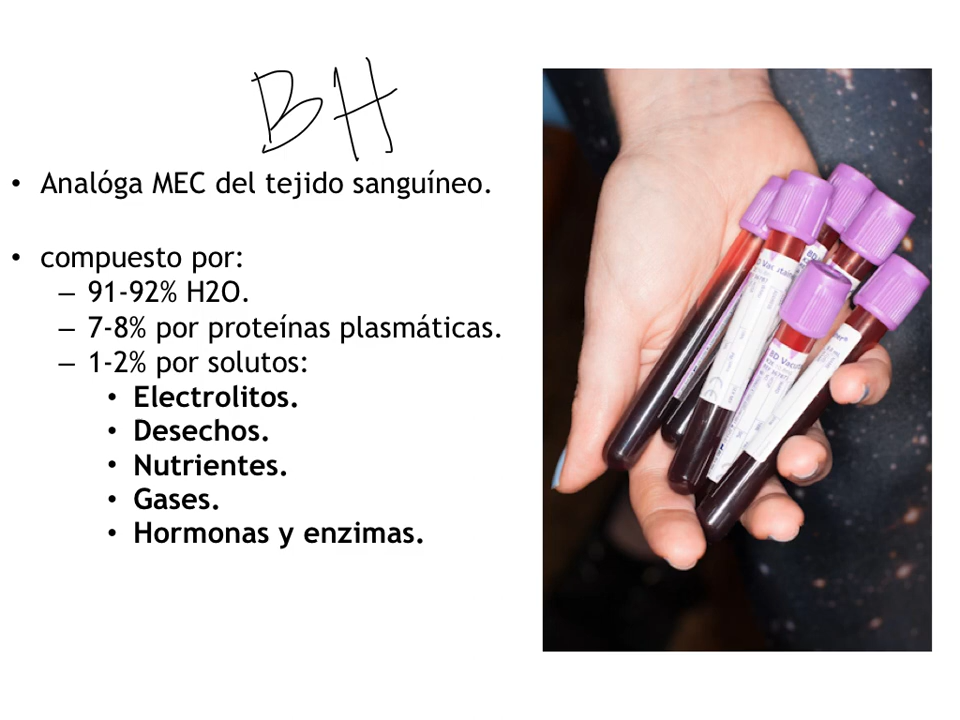 BH
• Analóga MEC del tejido sanguíneo.
• compuesto por:
– 91-92% H2O.
– 7-8% por proteínas plasmáticas.
– 1-2% por solutos:
• Electrolitos.
• Desechos.
• Nutrientes.
• Gases.
• Hormonas y enzimas.
BD Vacutainer